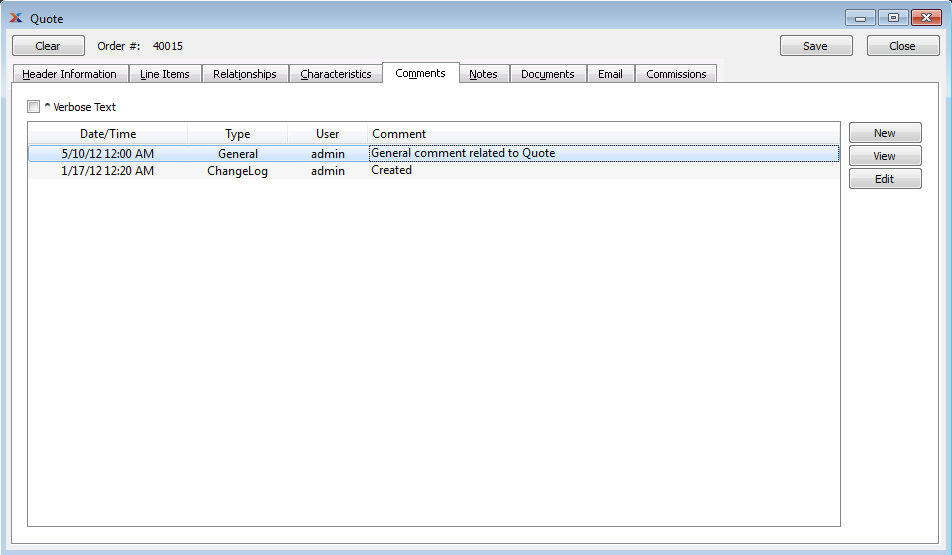 Quote
Clear Order #: 40015 Save Close
Header Information Line Items Relationships Characteristics Comments Notes Documents Email Commissions
^ Verbose Text
Date/Time Type User Comment
5/10/12 12:00 AM General admin General comment related to Quote
1/17/12 12:20 AM ChangeLog admin Created
New
View
Edit